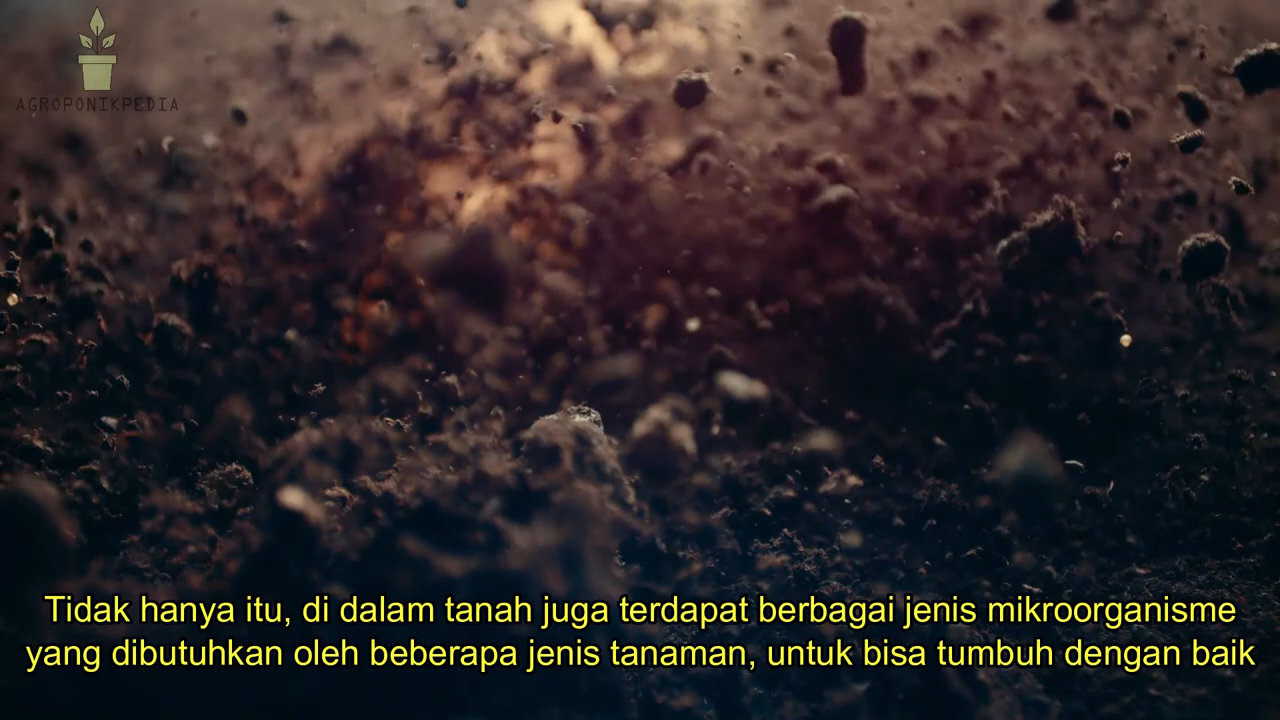 AGROPONIKPEDIA
Tidak hanya itu, di dalam tanah juga terdapat berbagai jenis mikroorganisme
yang dibutuhkan oleh beberapa jenis tanaman, untuk bisa tumbuh dengan baik